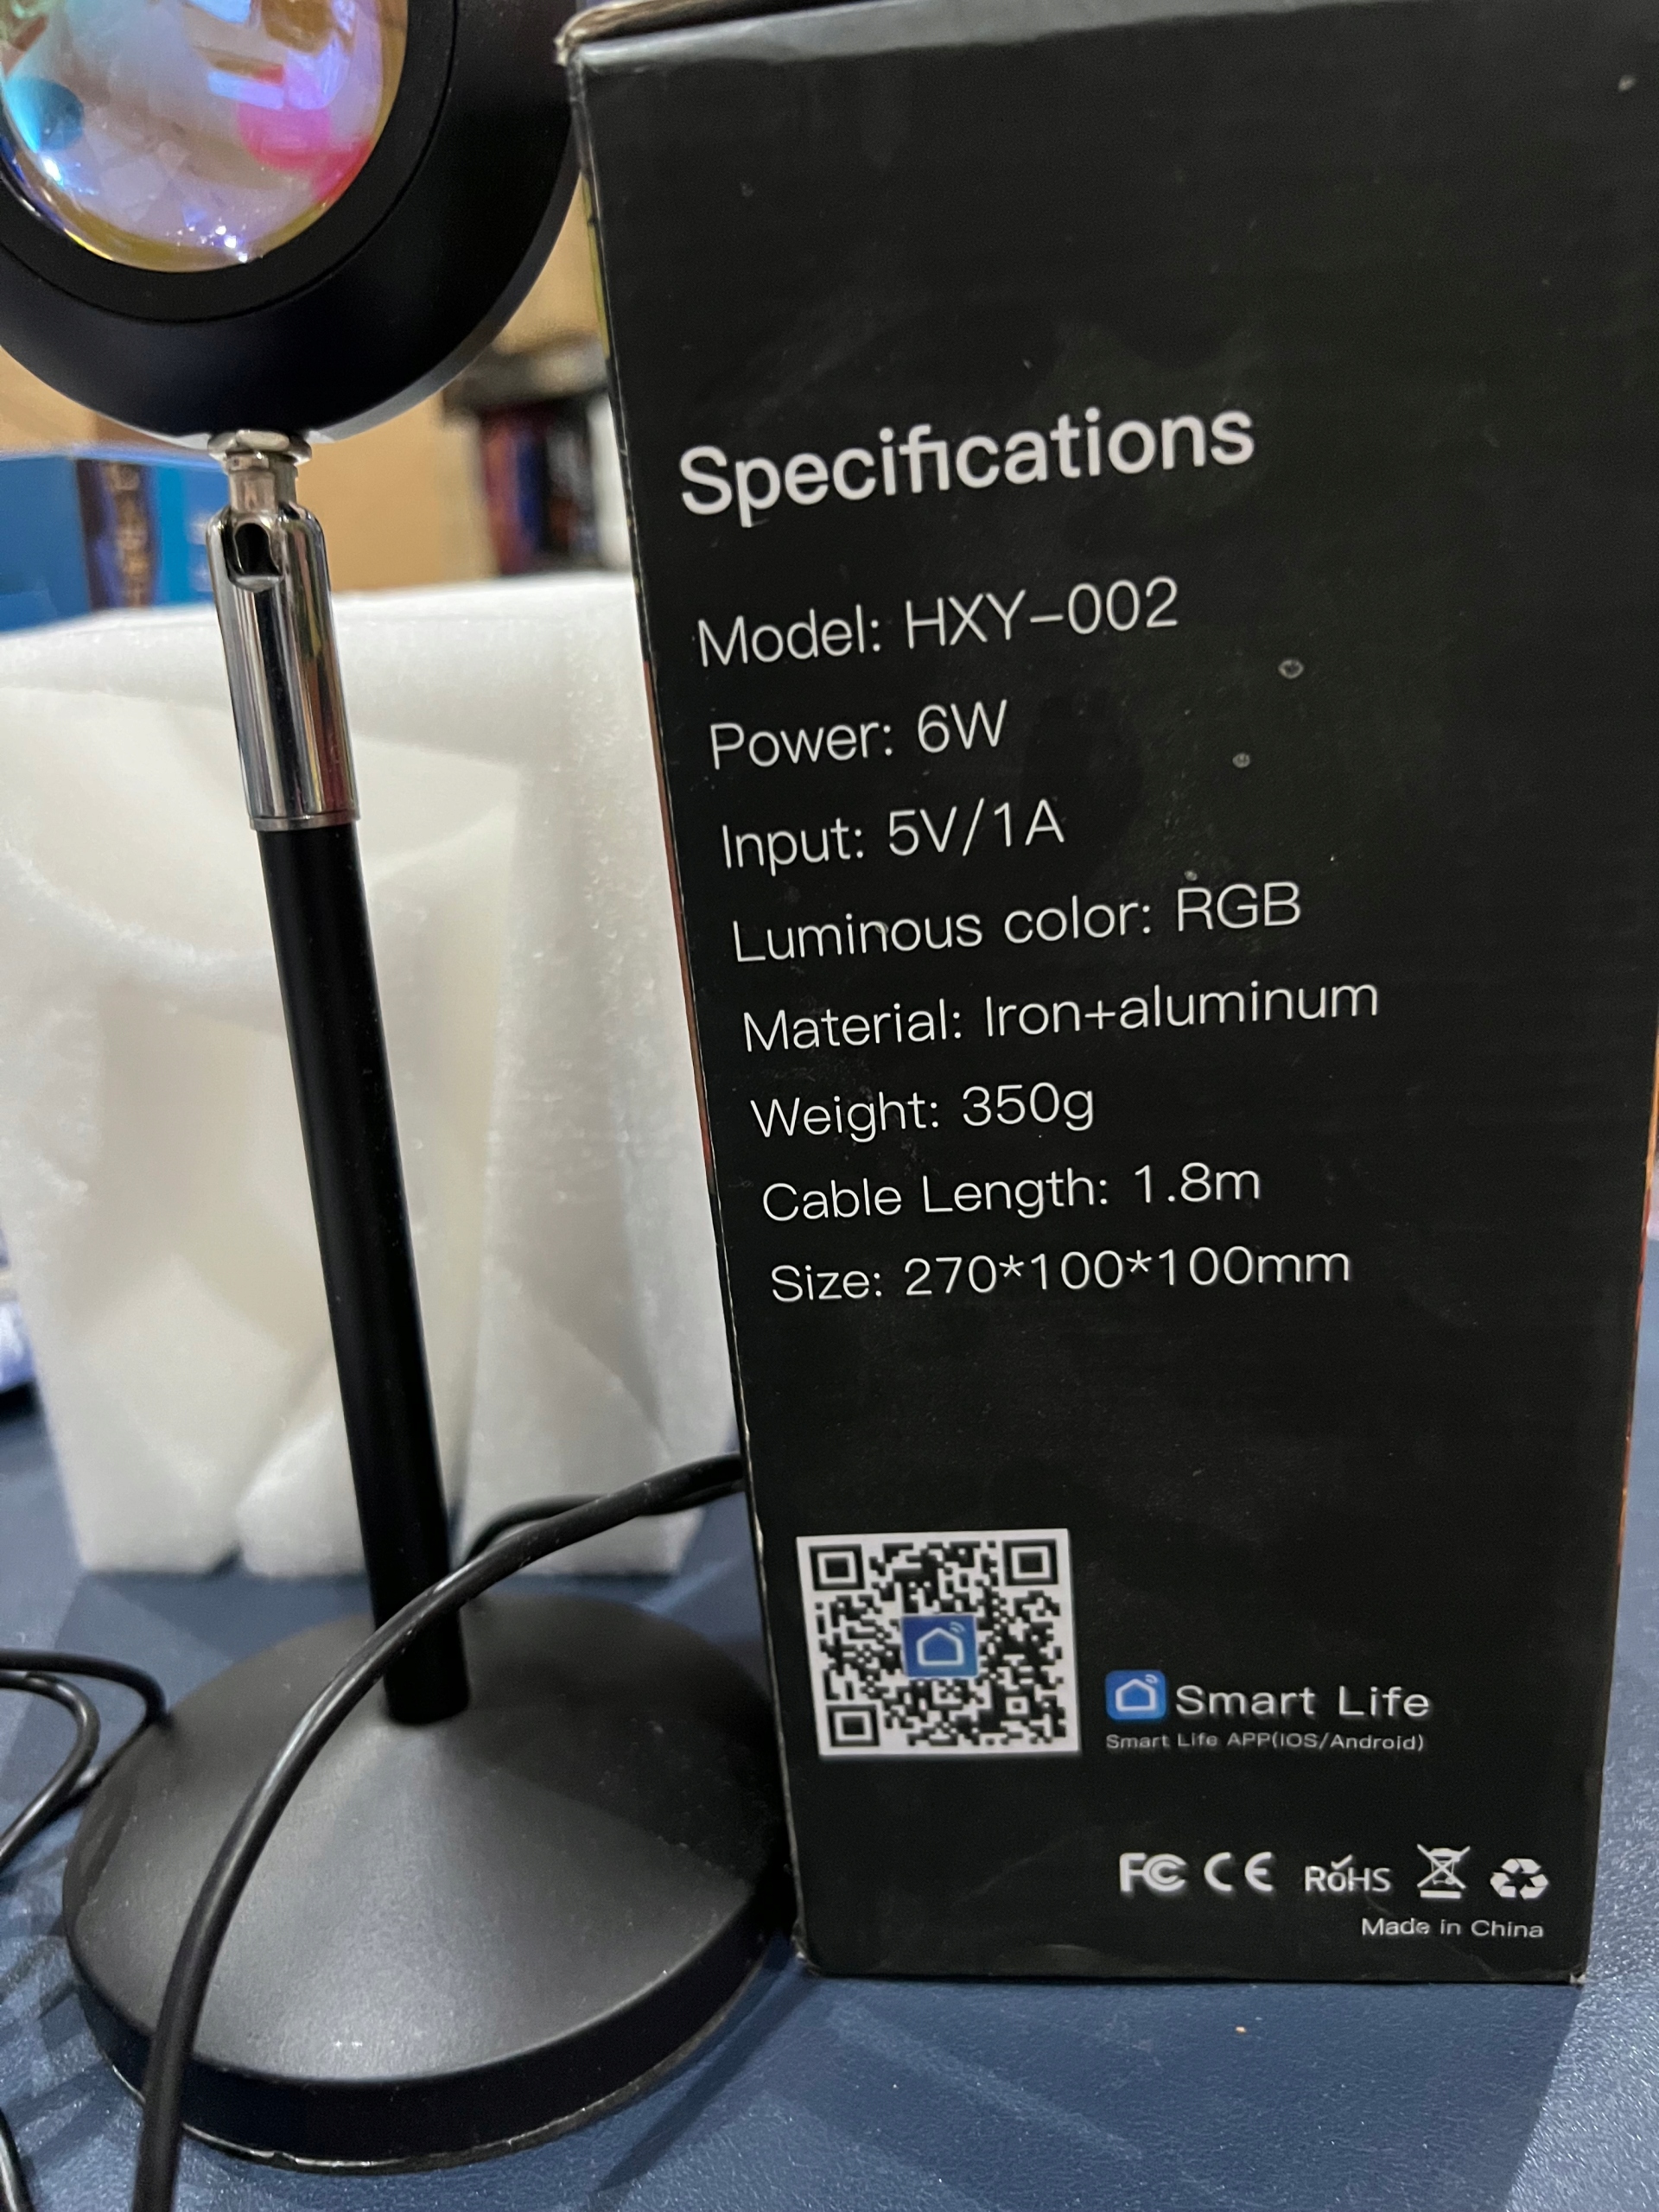 Specifications
Model: HXY-002
Power: 6W
Input: 5V/1A
Luminous color: RGB
Material: Iron+aluminum
Weight: 350g
Cable Length: 1.8m
Size: 270*100*100mm
Smart Life
Smart Life APP(IOS/Android)
FC CE RoHS
Made in China